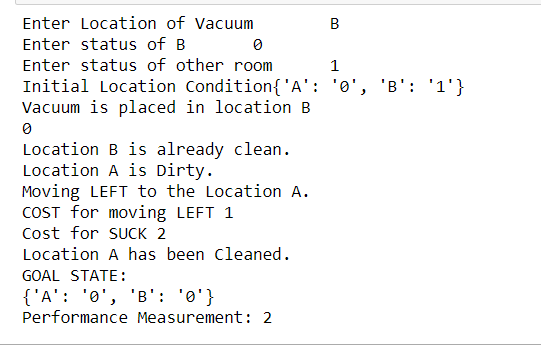 Enter Location of Vacuum        B
Enter status of B       0
Enter status of other room      1
Initial Location Condition{'A': '0', 'B': '1'}
Vacuum is placed in location B
0
Location B is already clean.
Location A is Dirty.
Moving LEFT to the Location A.
COST for moving LEFT 1
Cost for SUCK 2
Location A has been Cleaned.
GOAL STATE:
{'A': '0', 'B': '0'}
Performance Measurement: 2